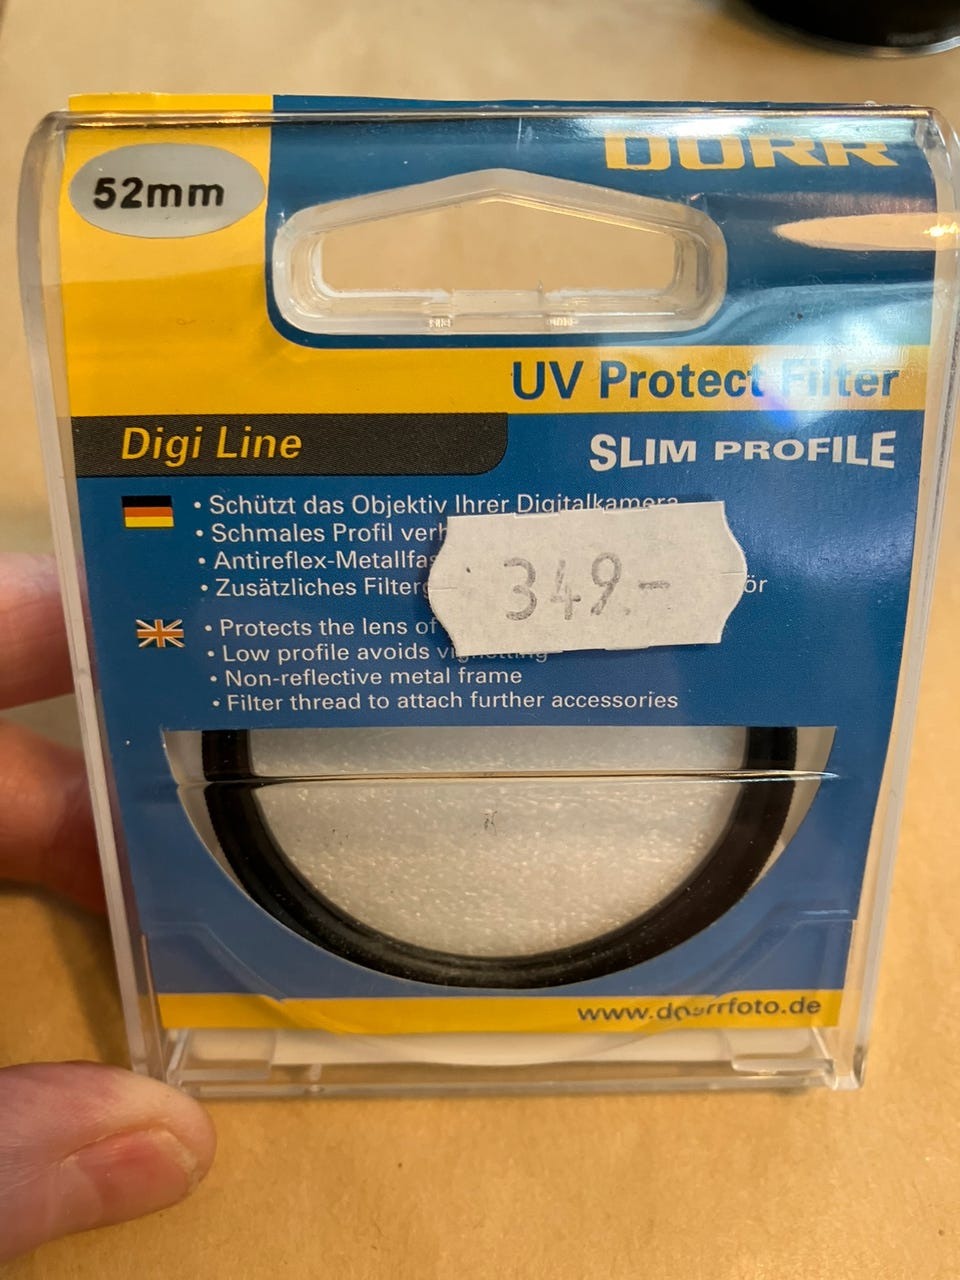 52mm
DÖRR
UV Protect Filter
Digi Line
SLIM PROFILE
• Schützt das Objektiv Ihrer Digitalkamera
• Schmales Profil verh
• Antireflex-Metallfas
• Zusätzliches Filterg ör
349.-
• Protects the lens of
• Low profile avoids vignetting
• Non-reflective metal frame
• Filter thread to attach further accessories
www.doerrfoto.de